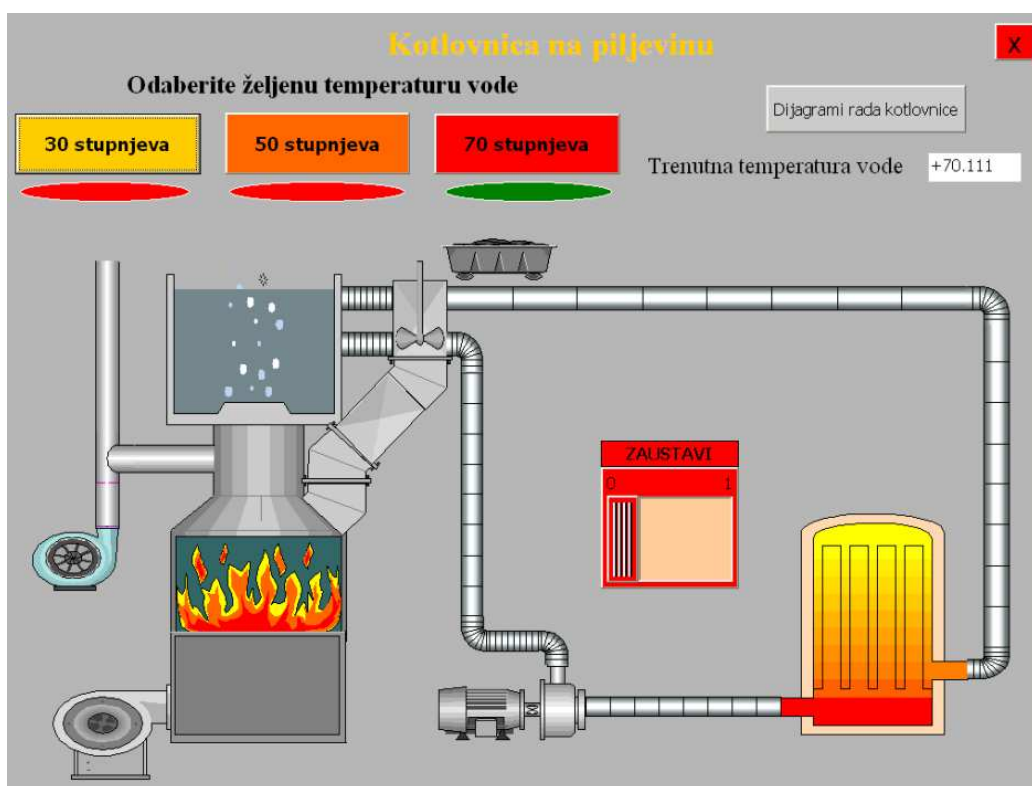 Kotlovnica na piljevinu
X
Odaberite željenu temperaturu vode
Dijagrami rada kotlovnice
30 stupnjeva
50 stupnjeva
70 stupnjeva
Trenutna temperatura vode
+70.111
ZAUSTAVI
0 1